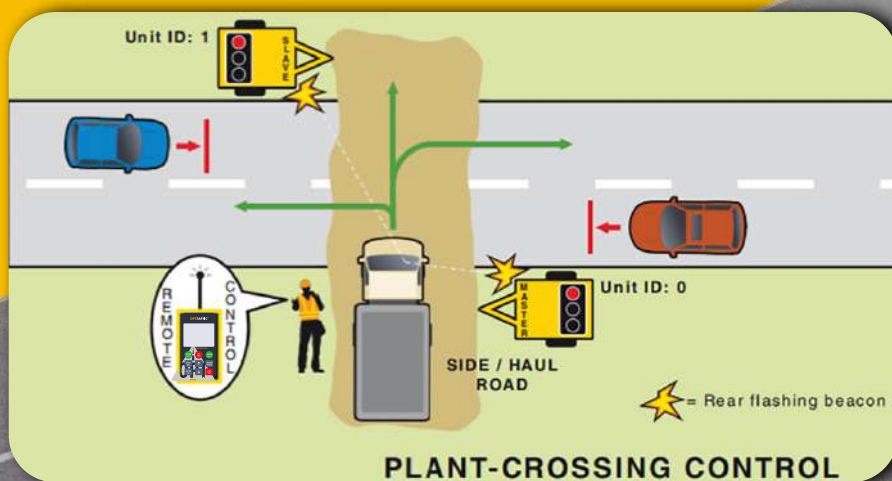 Unit ID: 1
SLAVE
REMOTE
CONTROL
MASTER
Unit ID: 0
SIDE / HAUL
ROAD
= Rear flashing beacon
PLANT-CROSSING CONTROL